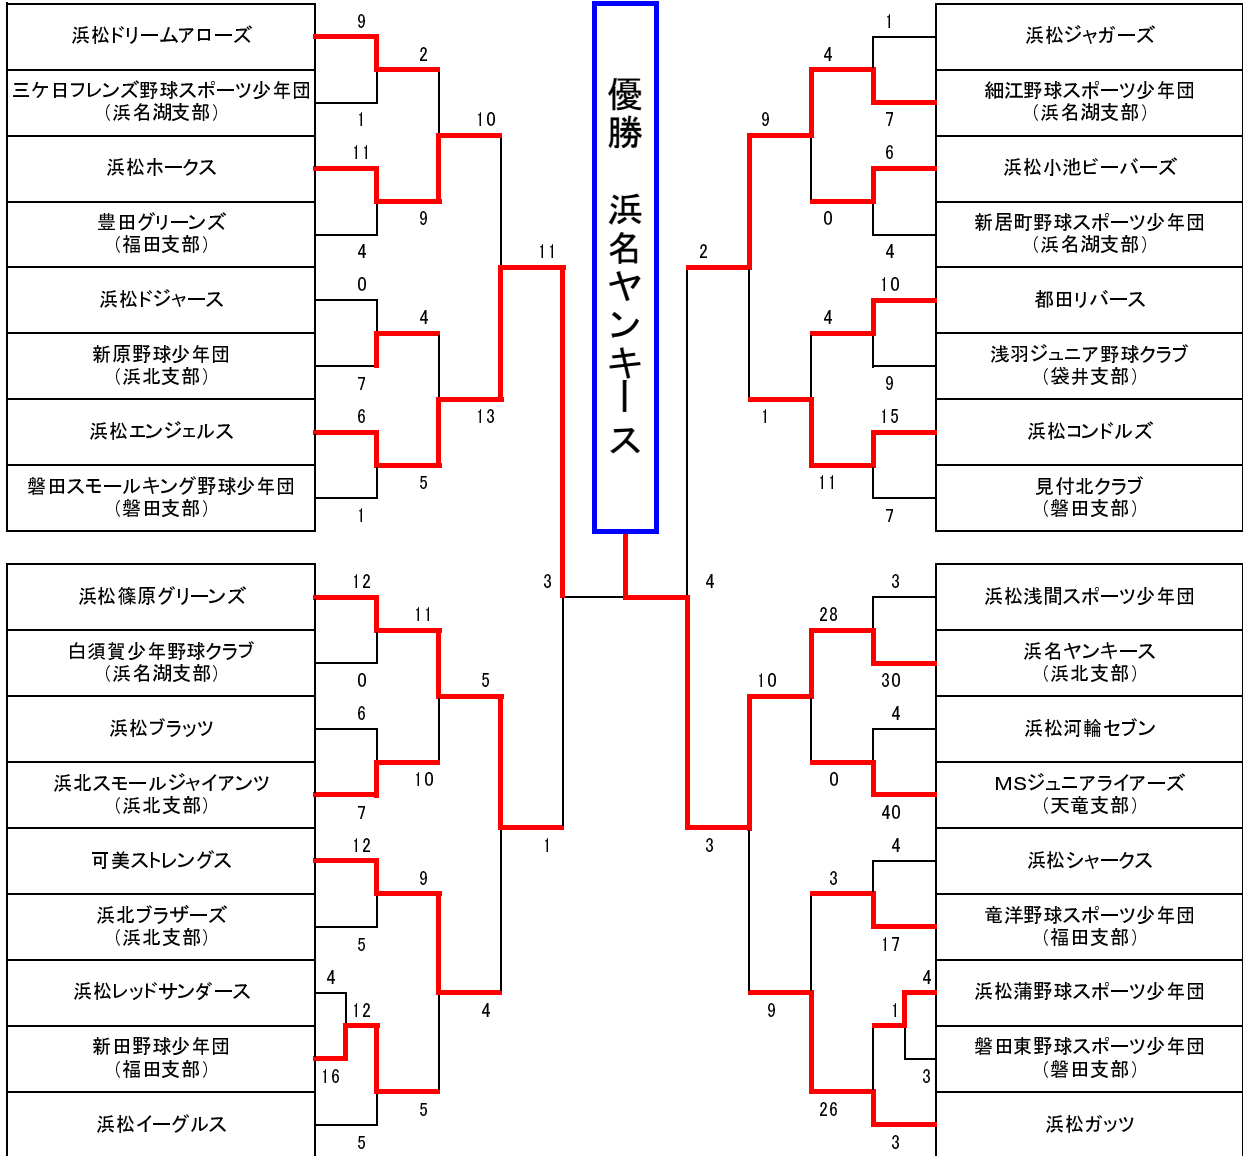 浜松ドリームアローズ
三ケ日フレンズ野球スポーツ少年団
（浜名湖支部）
浜松ホークス
豊田グリーンズ
（福田支部）
浜松ドジャース
新原野球少年団
（浜北支部）
浜松エンジェルス
磐田スモールキング野球少年団
（磐田支部）
9
1
11
4
0
7
6
1
2
9
4
5
10
13
11
浜松篠原グリーンズ
白須賀少年野球クラブ
（浜名湖支部）
浜松ブラッツ
浜北スモールジャイアンツ
（浜北支部）
可美ストレングス
浜北ブラザーズ
（浜北支部）
浜松レッドサンダース
新田野球少年団
（福田支部）
浜松イーグルス
12
0
6
7
12
5
4
16
12
5
11
10
9
5
5
4
1
3
優勝　浜名ヤンキース
4
2
9
1
4
0
4
11
1
7
6
4
10
9
15
7
浜松ジャガーズ
細江野球スポーツ少年団
（浜名湖支部）
浜松小池ビーバーズ
新居町野球スポーツ少年団
（浜名湖支部）
都田リバース
浅羽ジュニア野球クラブ
（袋井支部）
浜松コンドルズ
見付北クラブ
（磐田支部）
3
10
9
28
0
3
26
3
30
4
40
4
17
1
3
4
3
浜松浅間スポーツ少年団
浜名ヤンキース
（浜北支部）
浜松河輪セブン
MSジュニアライアーズ
（天竜支部）
浜松シャークス
竜洋野球スポーツ少年団
（福田支部）
浜松蒲野球スポーツ少年団
磐田東野球スポーツ少年団
（磐田支部）
浜松ガッツ